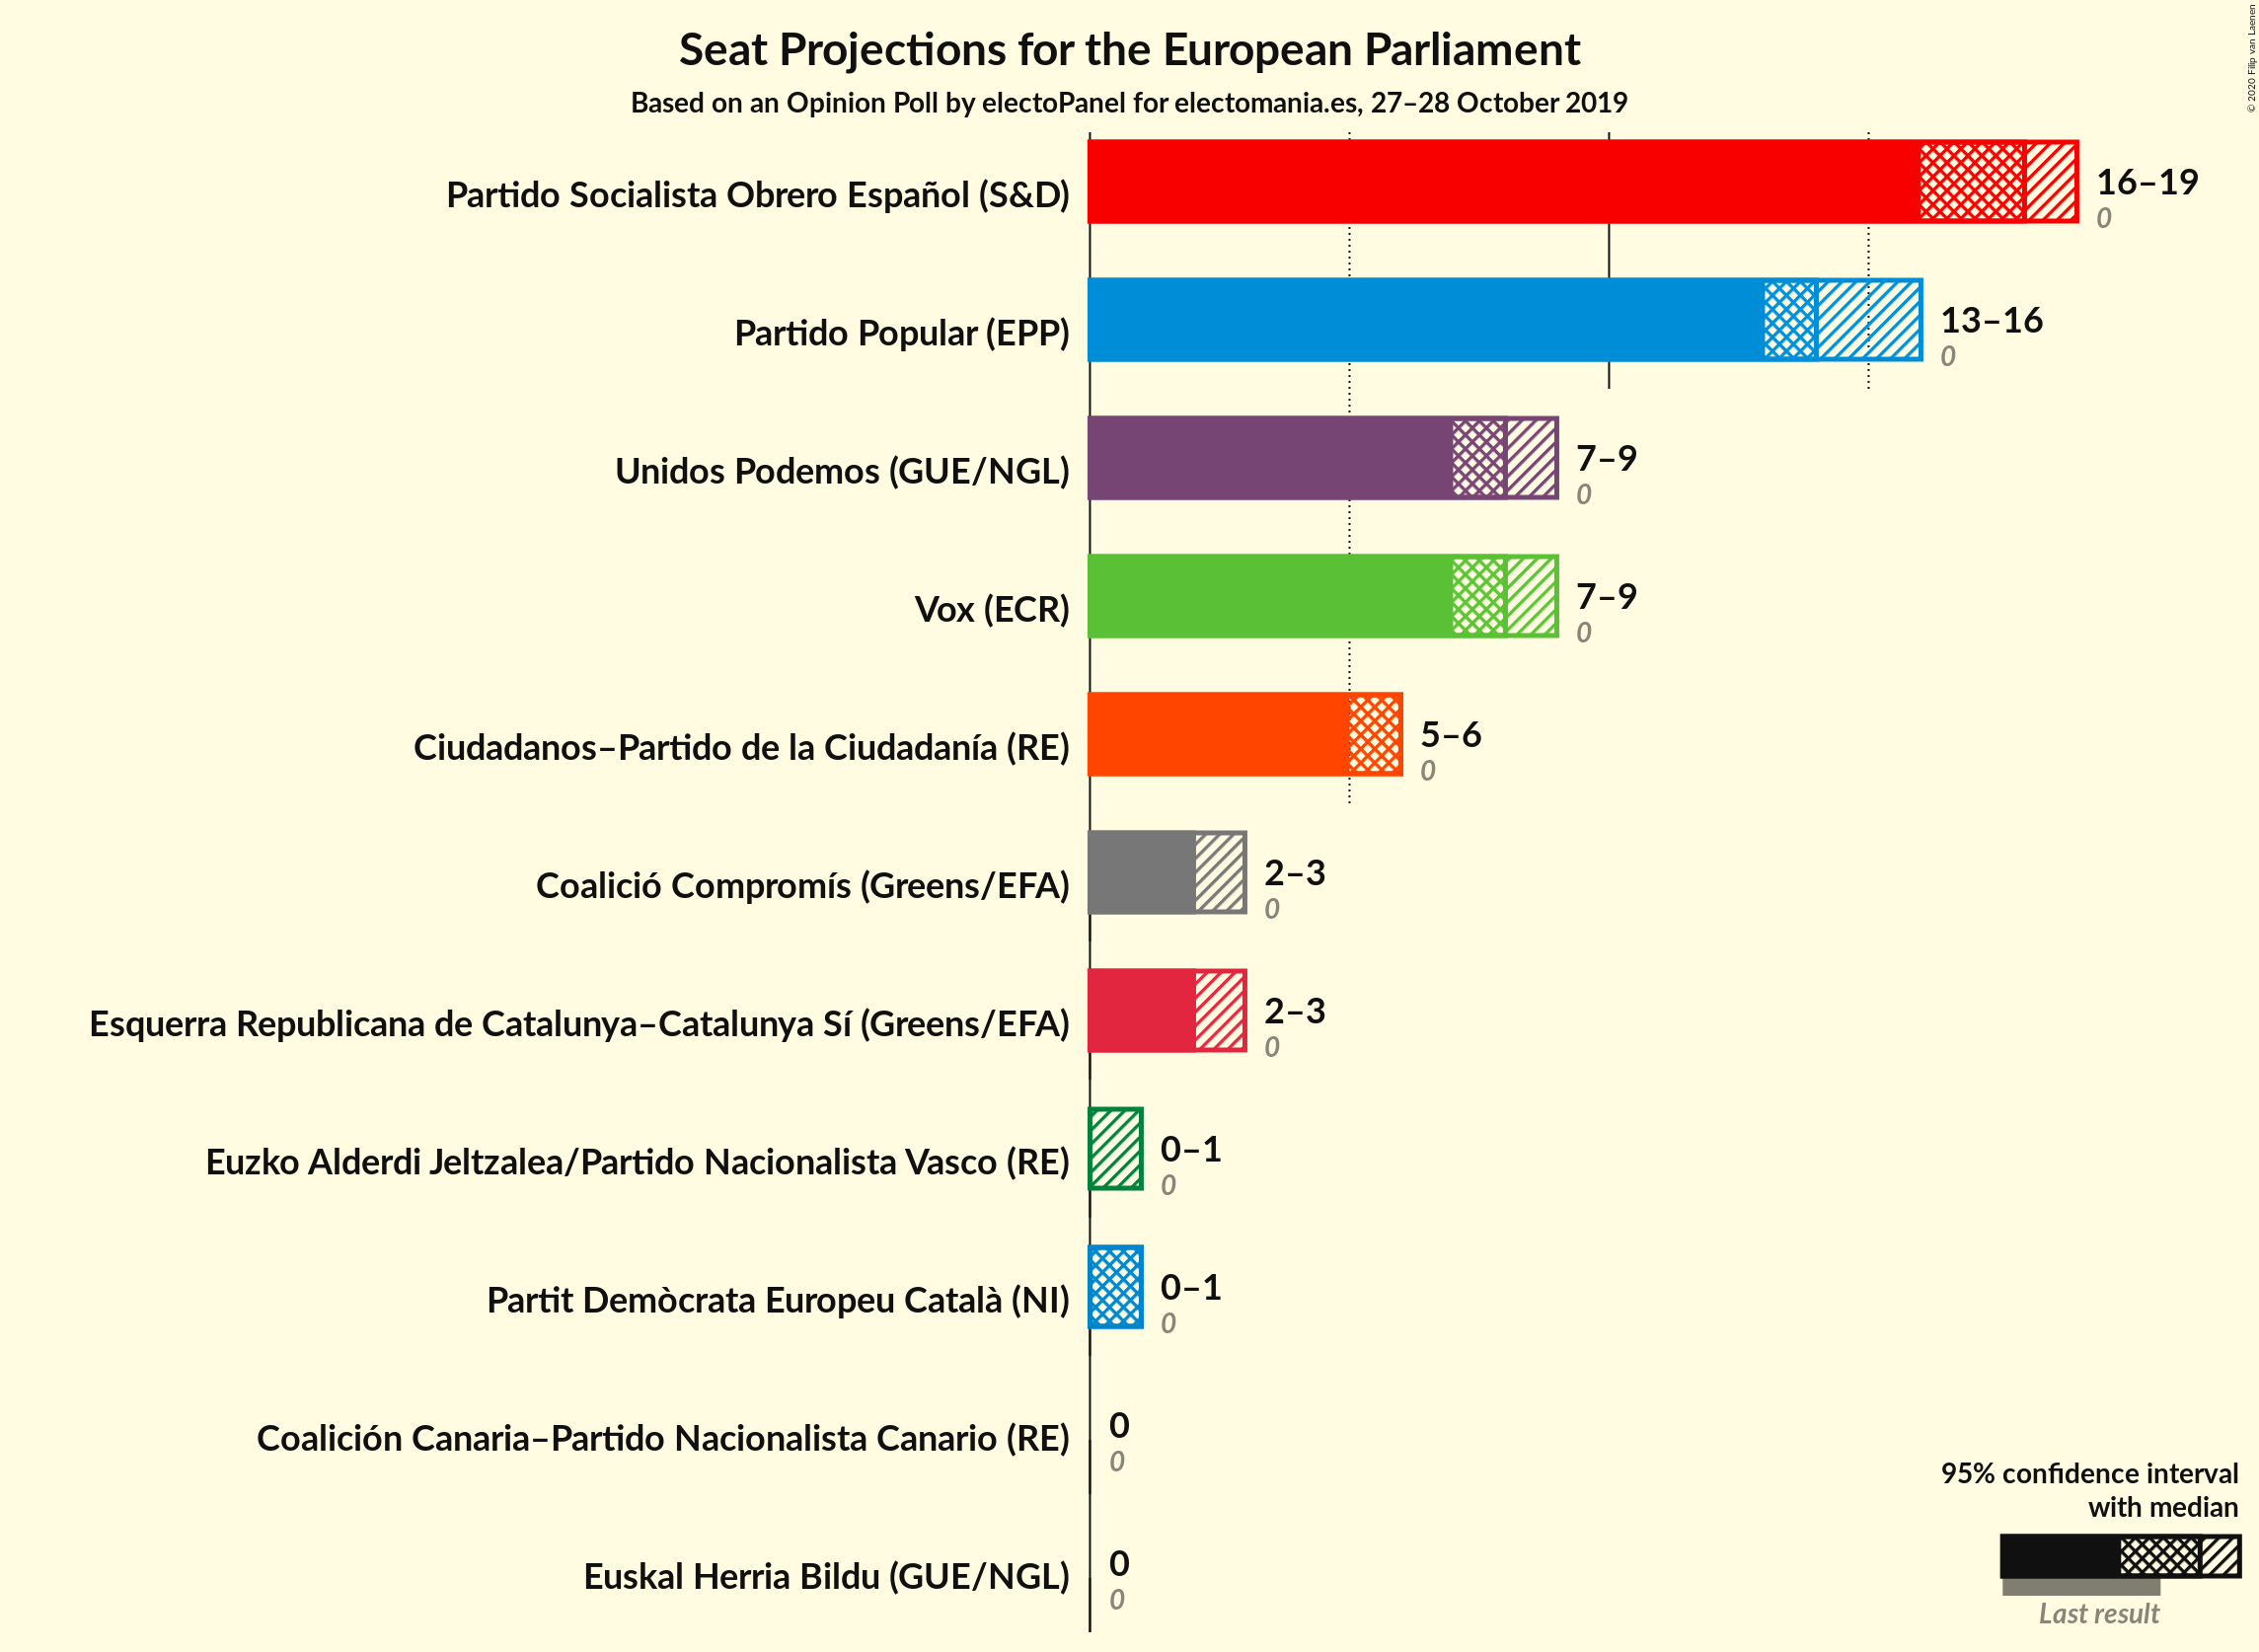 Seat Projections for the European Parliament
Based on an Opinion Poll by electoPanel for electomania.es, 27–28 October 2019
© 2020 Filip van Laenen
Partido Socialista Obrero Español (S&D)
16–19
0
Partido Popular (EPP)
13–16
0
Unidos Podemos (GUE/NGL)
7–9
0
Vox (ECR)
7–9
0
Ciudadanos–Partido de la Ciudadanía (RE)
5–6
0
Coalició Compromís (Greens/EFA)
2–3
0
Esquerra Republicana de Catalunya–Catalunya Sí (Greens/EFA)
2–3
0
Euzko Alderdi Jeltzalea/Partido Nacionalista Vasco (RE)
0–1
0
Partit Demòcrata Europeu Català (NI)
0–1
0
Coalición Canaria–Partido Nacionalista Canario (RE)
0
0
Euskal Herria Bildu (GUE/NGL)
0
0
95% confidence interval
with median
Last result